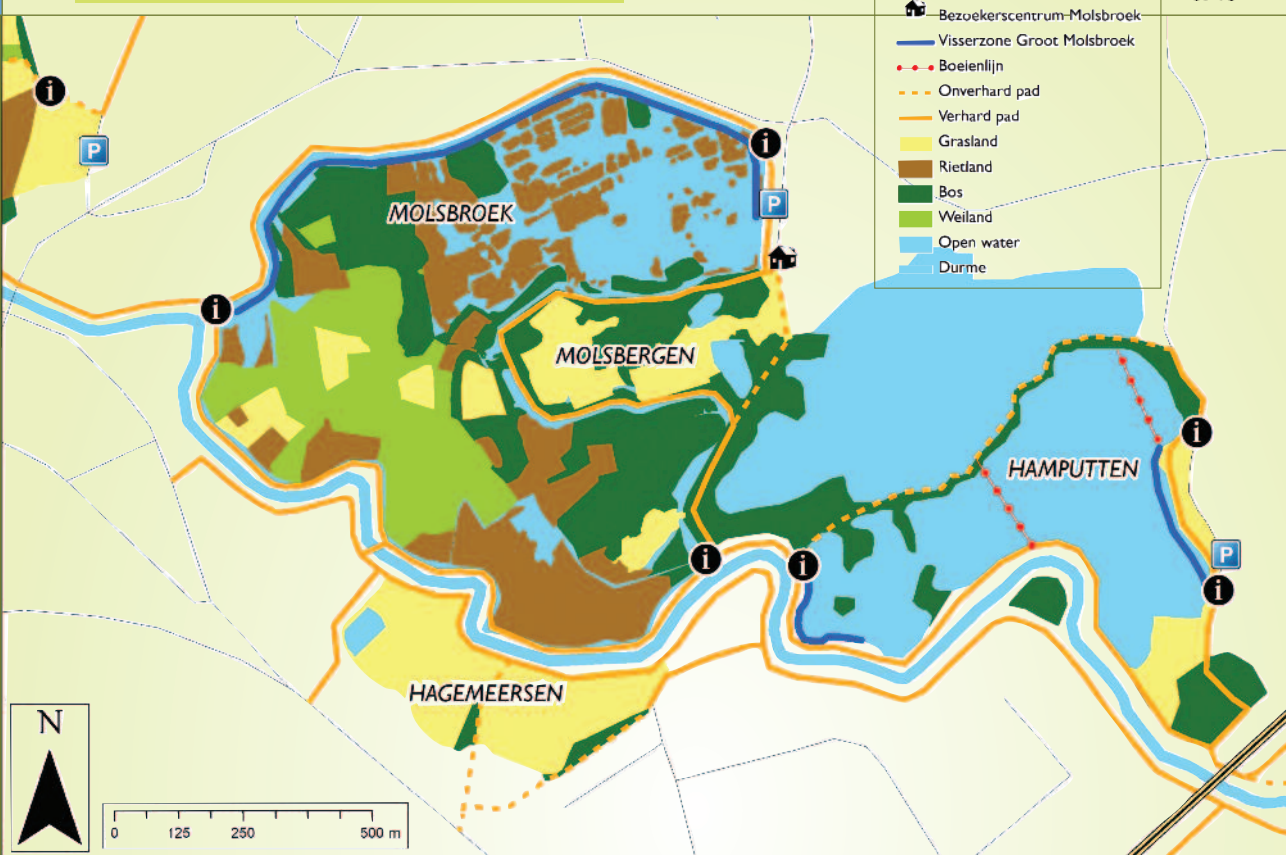 Bezoekerscentrum Molsbroek
Visserzone Groot Molsbroek
Boeienlijn
Onverhard pad
Verhard pad
Grasland
Rietland
Bos
Weiland
Open water
Durme
i
P
i
P
MOLSBROEK
i
MOLSBERGEN
i
HAMPUTTEN
i
i
P
i
HAGEMEERSEN
N
0 125 250 500 m